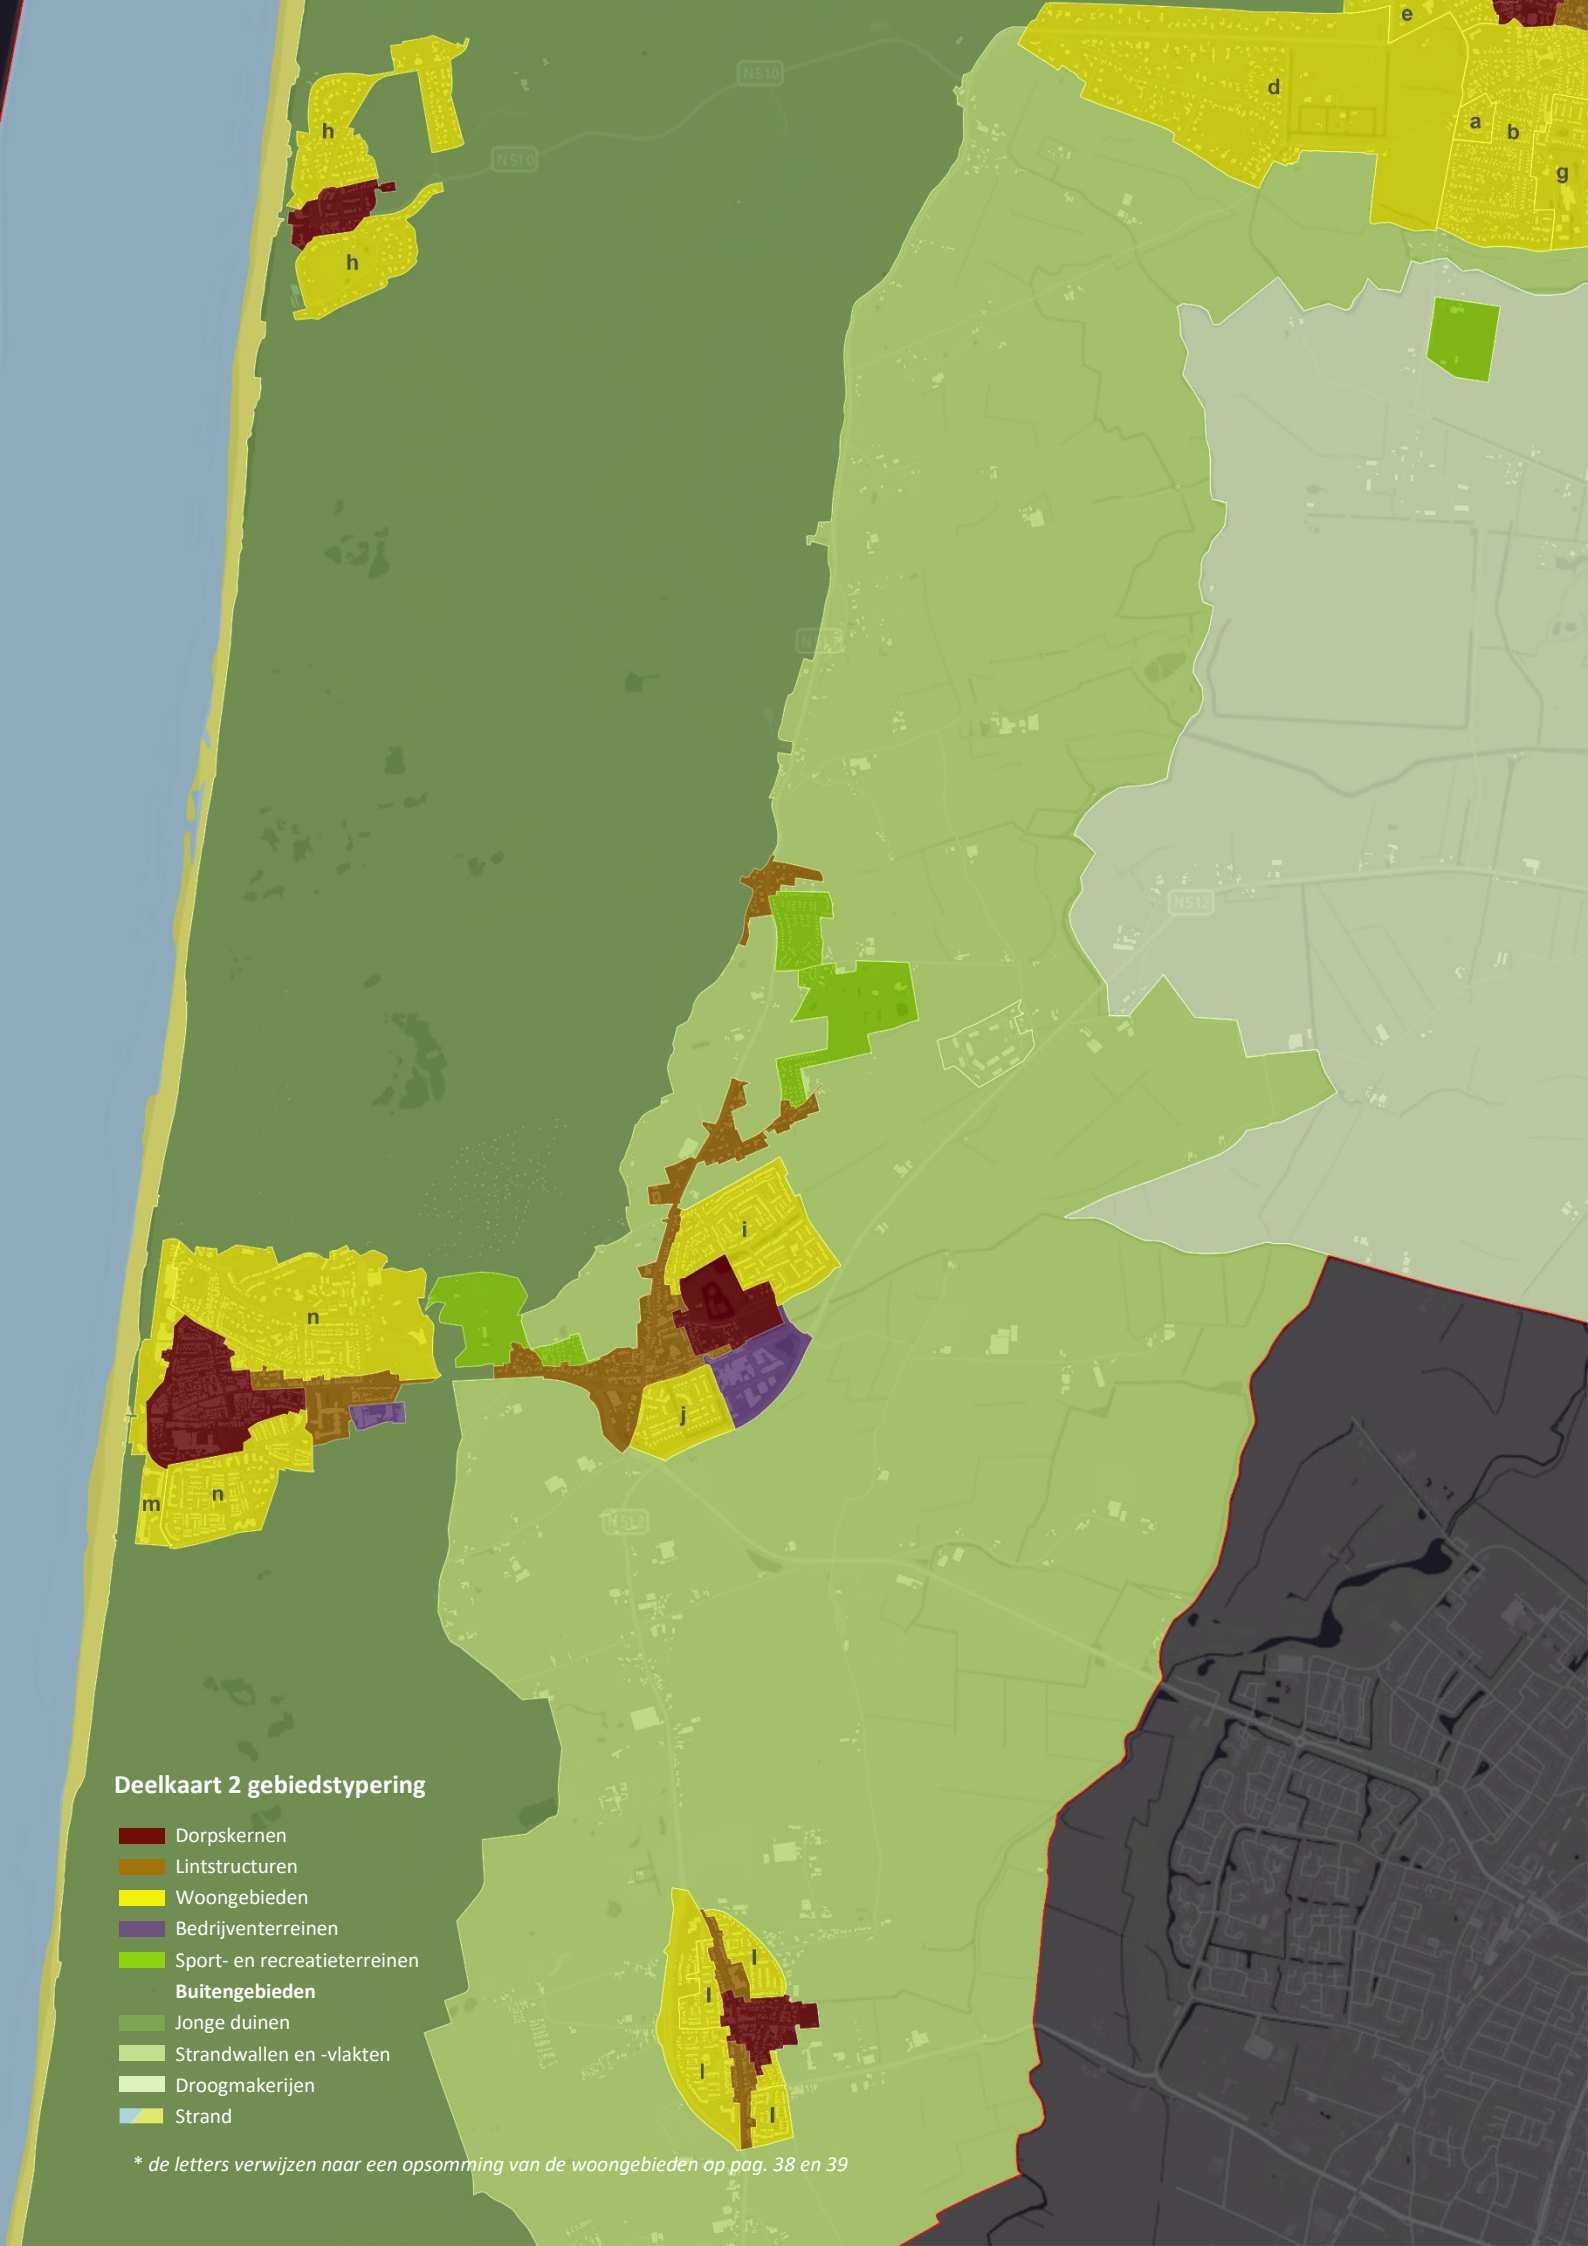 e
d
a
b
g
N510
N510
h
h
N512
i
j
n
n
m
N512
l
l
l
l
Deelkaart 2 gebiedstypering
Dorpskernen
Lintstructuren
Woongebieden
Bedrijventerreinen
Sport- en recreatieterreinen
Buitengebieden
Jonge duinen
Strandwallen en -vlakten
Droogmakerijen
Strand
* de letters verwijzen naar een opsomming van de woongebieden op pag. 38 en 39